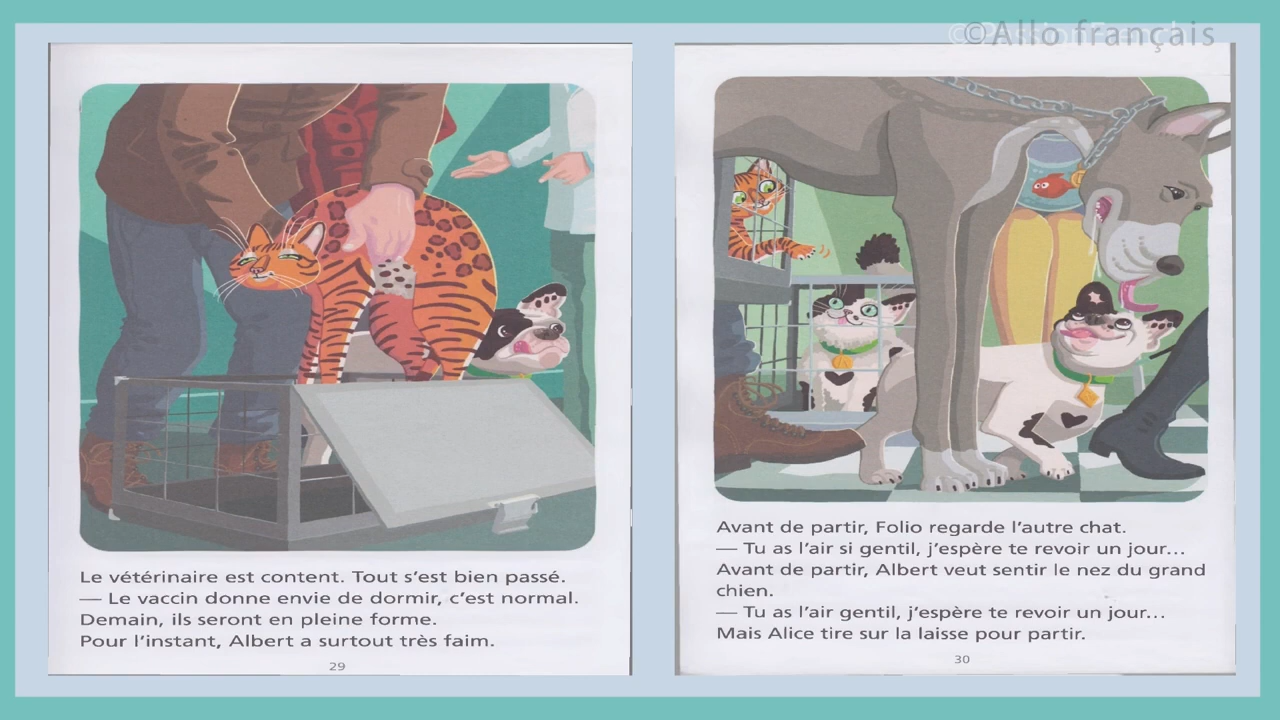 ©Allo français
Le vétérinaire est content. Tout s'est bien passé.
— Le vaccin donne envie de dormir, c'est normal.
Demain, ils seront en pleine forme.
Pour l'instant, Albert a surtout très faim.
29
Avant de partir, Folio regarde l'autre chat.
— Tu as l'air si gentil, j'espère te revoir un jour...
Avant de partir, Albert veut sentir le nez du grand
chien.
— Tu as l'air gentil, j'espère te revoir un jour...
Mais Alice tire sur la laisse pour partir.
30